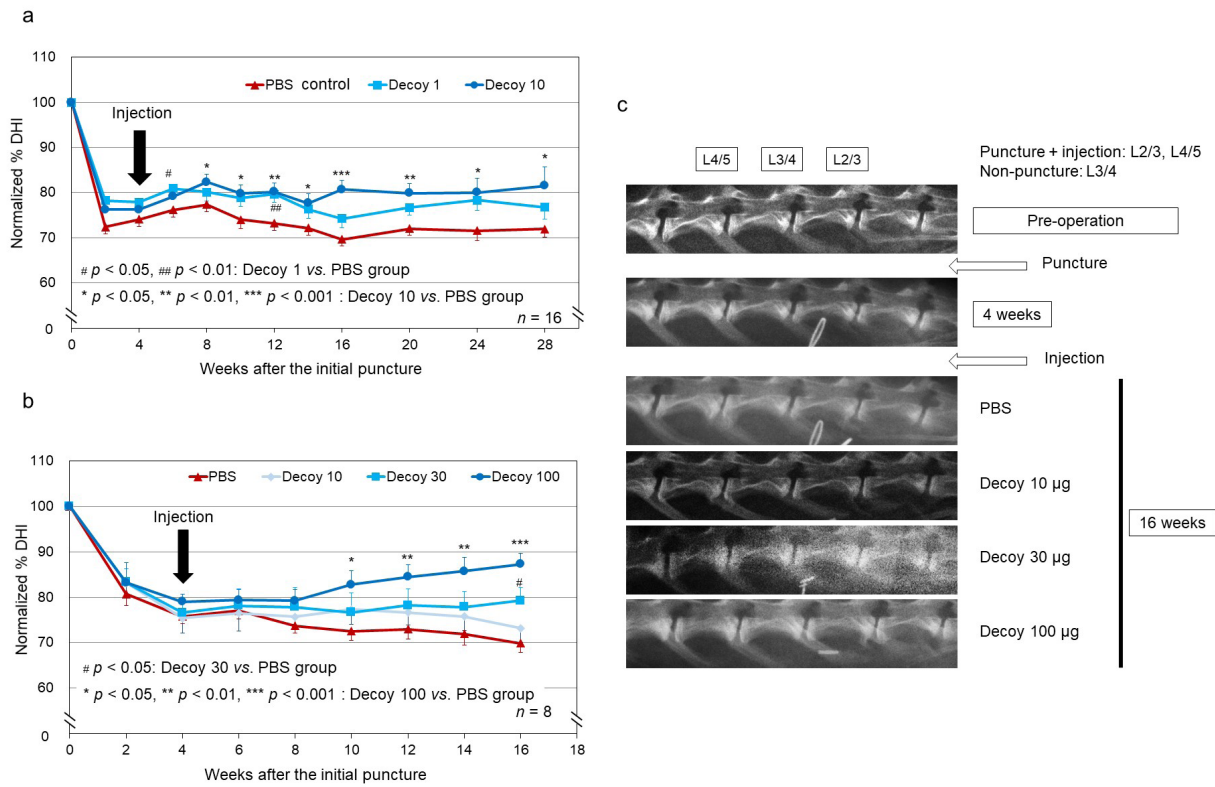 a
110
100
90
80
70
60
0
Normalized % DHI
PBS control
Decoy 1
Decoy 10
Injection
#
*
*
**
##
*
***
**
*
*
# p < 0.05, ## p < 0.01: Decoy 1 vs. PBS group
* p < 0.05, ** p < 0.01, *** p < 0.001 : Decoy 10 vs. PBS group
n = 16
0 4 8 12 16 20 24 28
Weeks after the initial puncture
b
110
100
90
80
70
60
0
Normalized % DHI
PBS
Decoy 10
Decoy 30
Decoy 100
Injection
*
**
**
***
#
# p < 0.05: Decoy 30 vs. PBS group
* p < 0.05, ** p < 0.01, *** p < 0.001 : Decoy 100 vs. PBS group
n = 8
0 2 4 6 8 10 12 14 16 18
Weeks after the initial puncture
c
L4/5
L3/4
L2/3
Puncture + injection: L2/3, L4/5
Non-puncture: L3/4
Pre-operation
Puncture
4 weeks
Injection
PBS
Decoy 10 µg
Decoy 30 µg
Decoy 100 µg
16 weeks